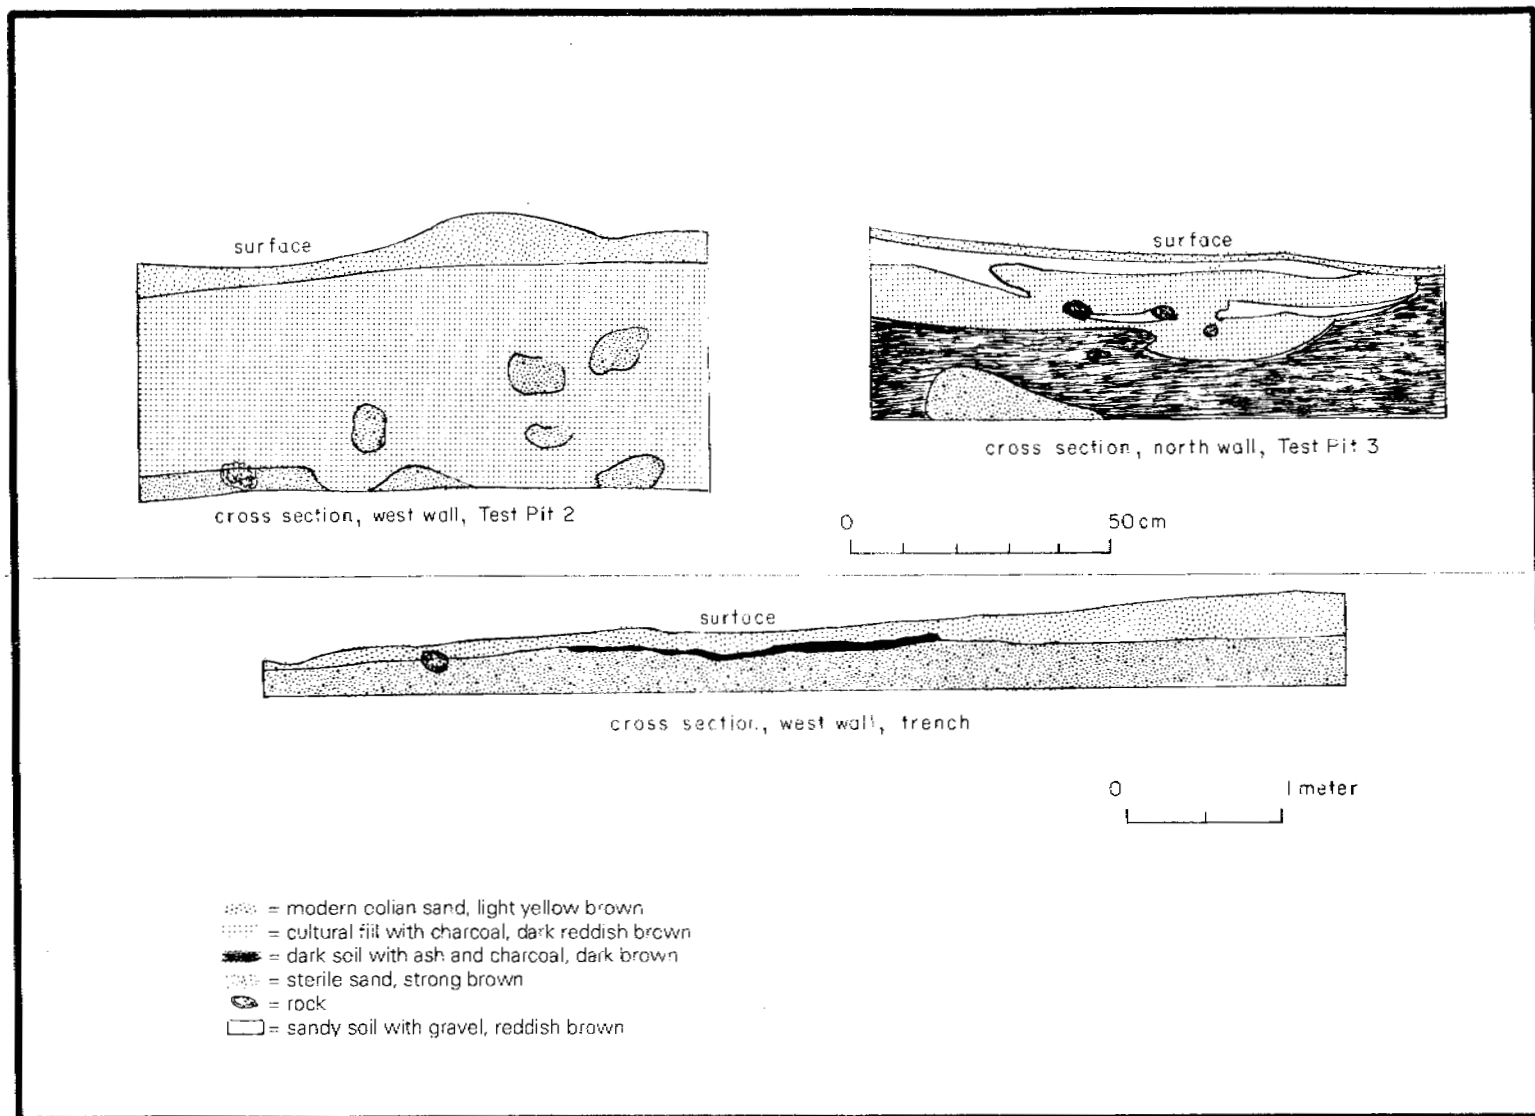 surface
surface
cross section, north wall, Test Pit 3
cross section, west wall, Test Pit 2
0 50 cm
surface
cross section, west wall, trench
0 1 meter
= modern eolian sand, light yellow brown
= cultural fill with charcoal, dark reddish brown
= dark soil with ash and charcoal, dark brown
= sterile sand, strong brown
= rock
= sandy soil with gravel, reddish brown